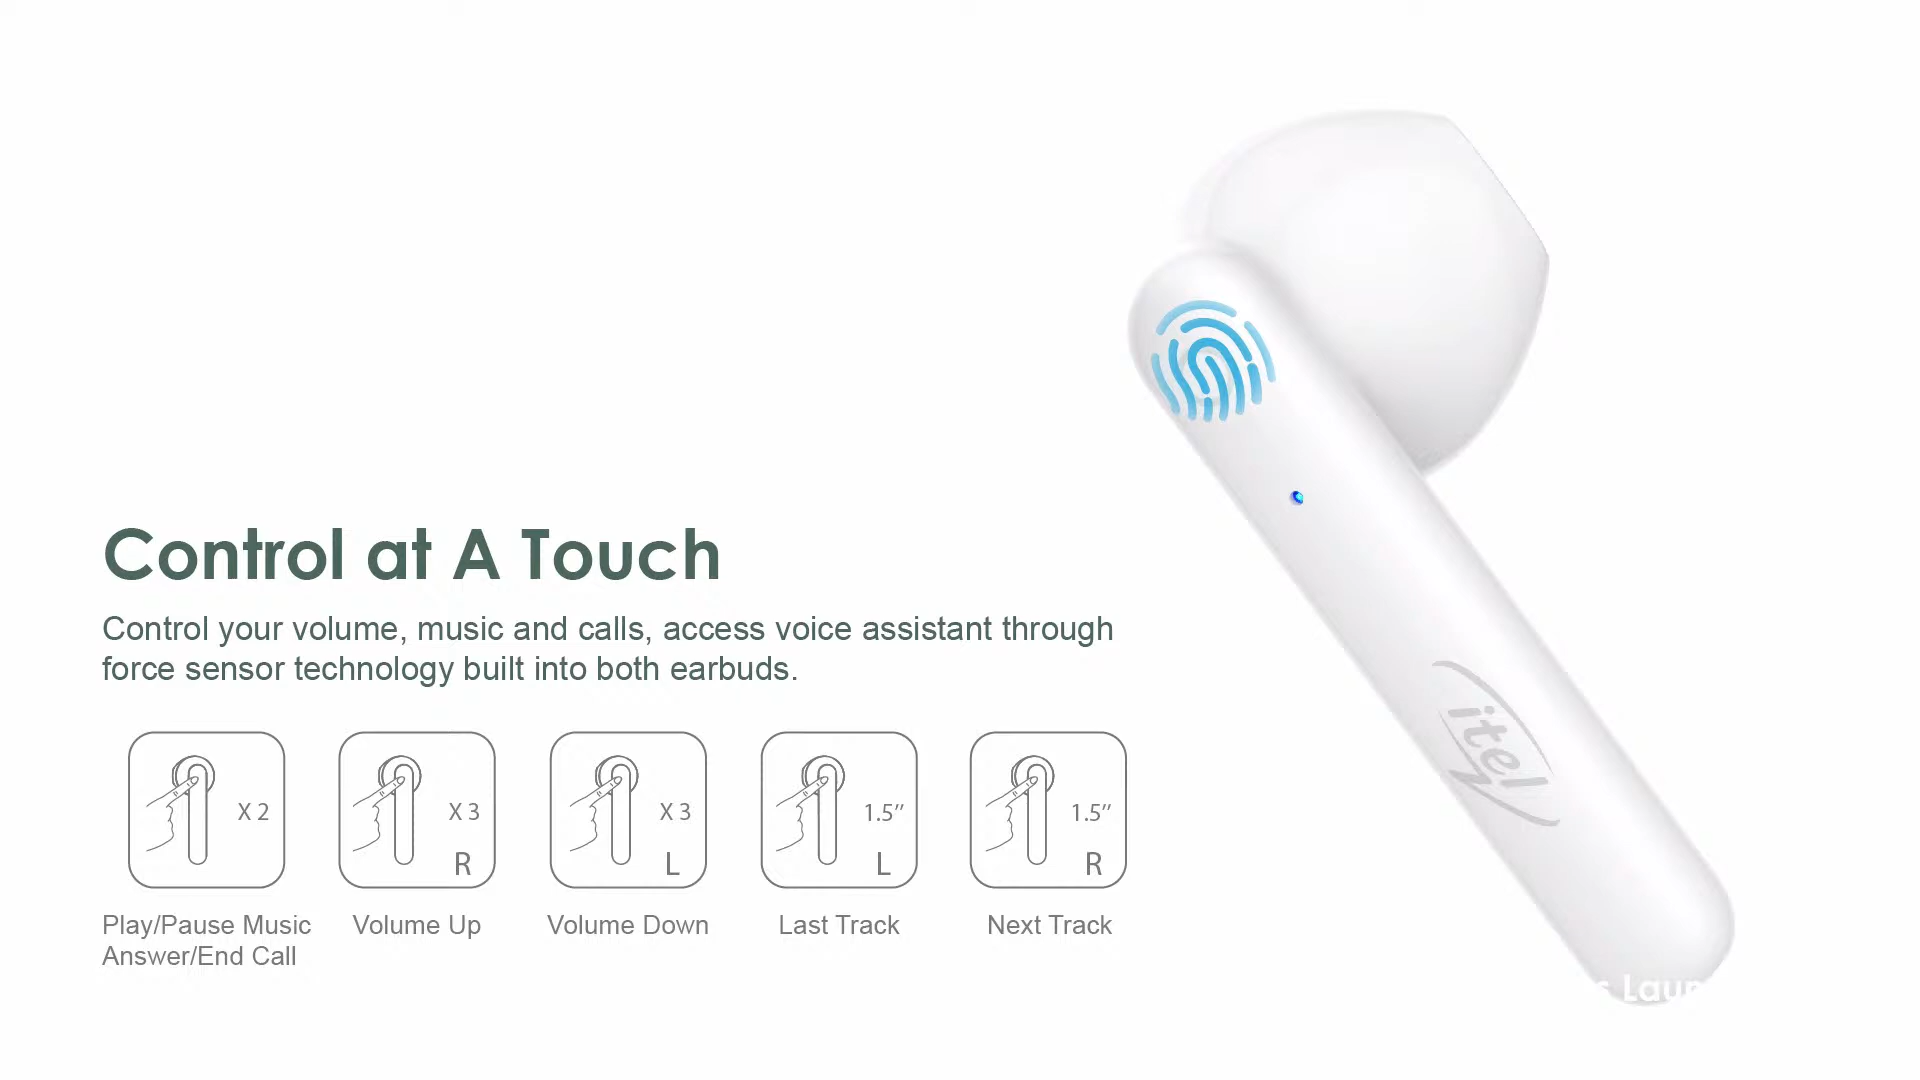 Control at A Touch
Control your volume, music and calls, access voice assistant through
force sensor technology built into both earbuds.
X 2
X 3
R
X 3
L
1.5’’
L
1.5’’
R
Play/Pause Music
Answer/End Call
Volume Up
Volume Down
Last Track
Next Track
itel